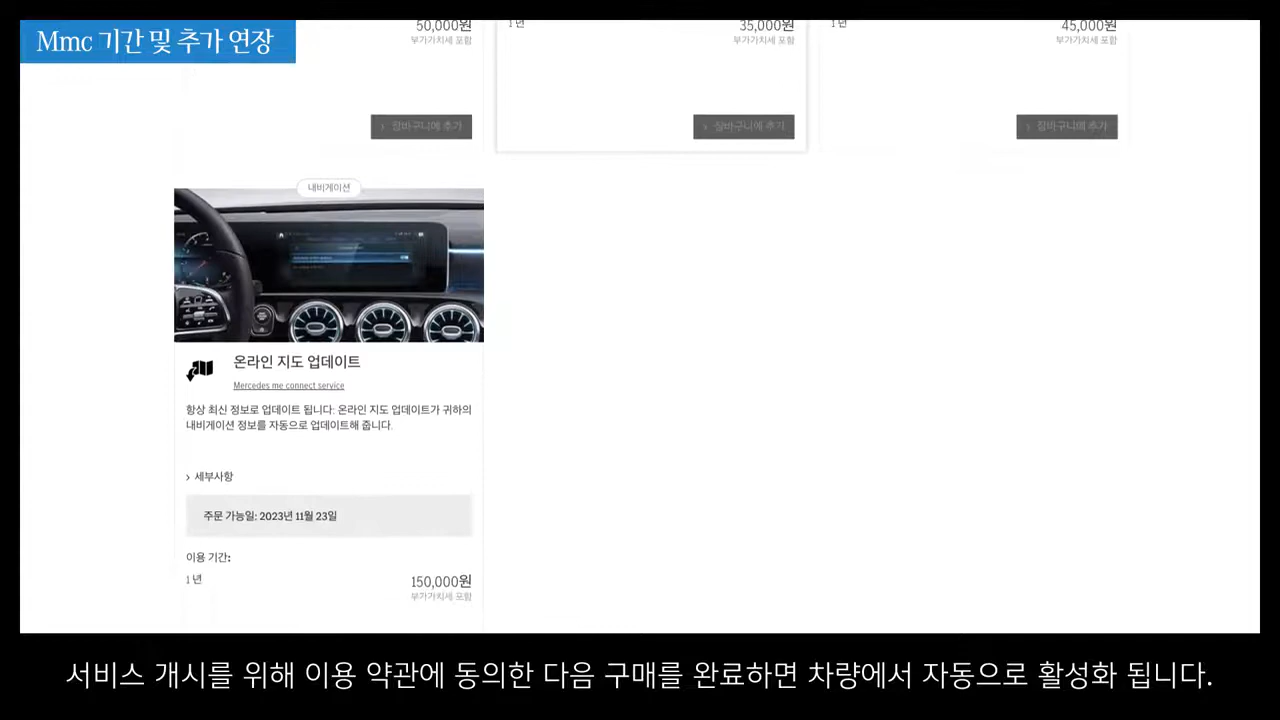 Mmc 기간 및 추가 연장
50,000원
부가가치세 포함
1 년
35,000원
부가가치세 포함
1 년
45,000원
부가가치세 포함
› 장바구니에 추가
› 장바구니에 추가
› 장바구니에 추가
내비게이션
온라인 지도 업데이트
Mercedes me connect service
항상 최신 정보로 업데이트 됩니다: 온라인 지도 업데이트가 귀하의
내비게이션 정보를 자동으로 업데이트해 줍니다.
› 세부사항
주문 가능일: 2023년 11월 23일
이용 기간:
1 년
150,000원
부가가치세 포함
서비스 개시를 위해 이용 약관에 동의한 다음 구매를 완료하면 차량에서 자동으로 활성화 됩니다.